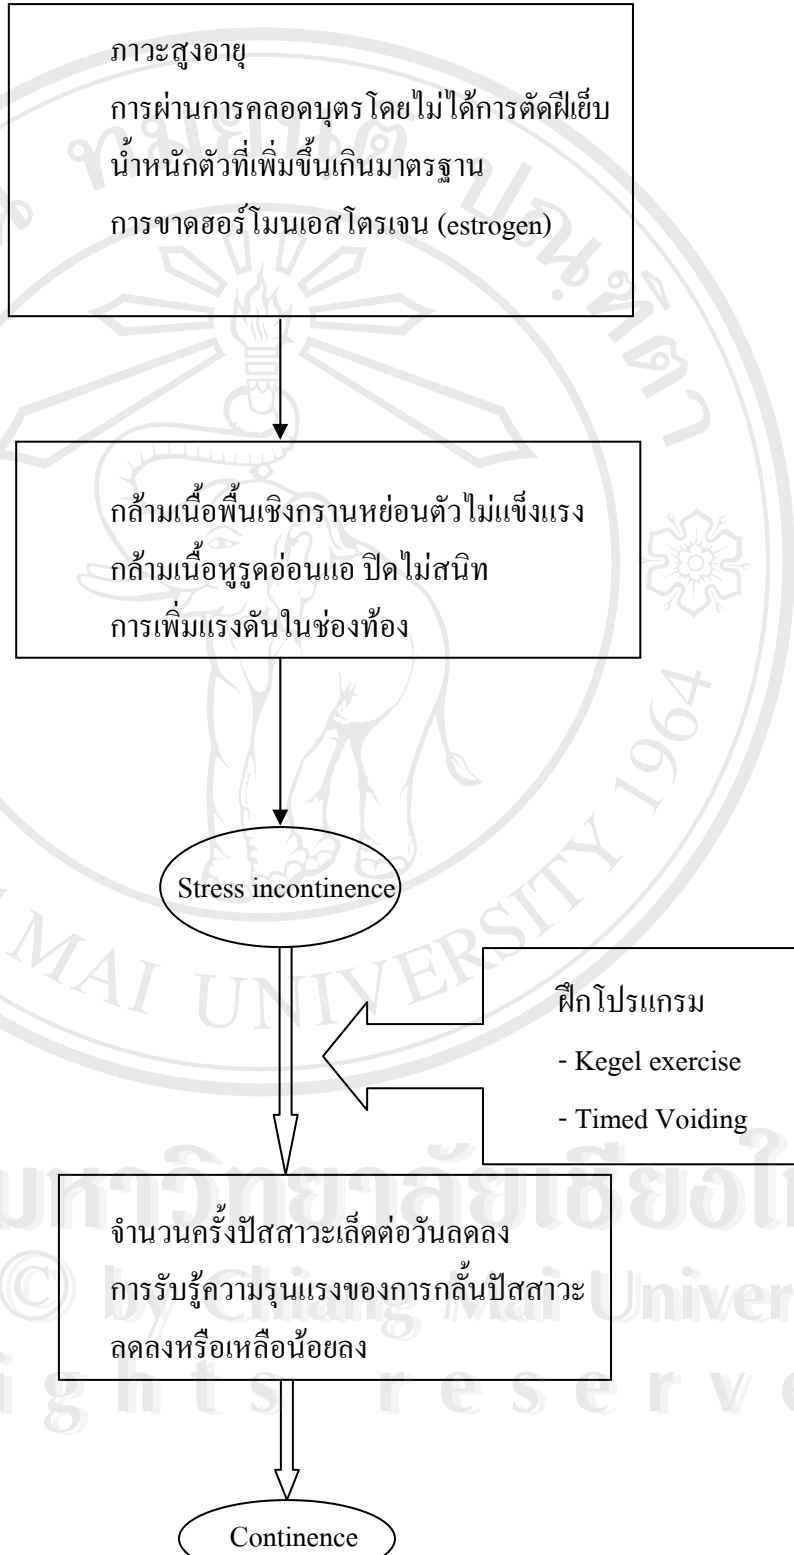 ภาวะสูงอายุ
การผ่านการคลอดบุตรโดยไม่ได้การตัดฝีเย็บ
น้ำหนักตัวที่เพิ่มขึ้นเกินมาตรฐาน
การขาดฮอร์โมนเอสโตรเจน (estrogen)
กล้ามเนื้อพื้นเชิงกรานหย่อนตัวไม่แข็งแรง
กล้ามเนื้อหูรูดอ่อนแอ ปิดไม่สนิท
การเพิ่มแรงดันในช่องท้อง
Stress incontinence
ฝึกโปรแกรม
- Kegel exercise
- Timed Voiding
จำนวนครั้งปัสสาวะเล็ดต่อวันลดลง
การรับรู้ความรุนแรงของการกลั้นปัสสาวะ
ลดลงหรือเหลือน้อยลง
Continence
MAI UNIVERSITY 1964
© by Chiang Mai Univer
ights reserve